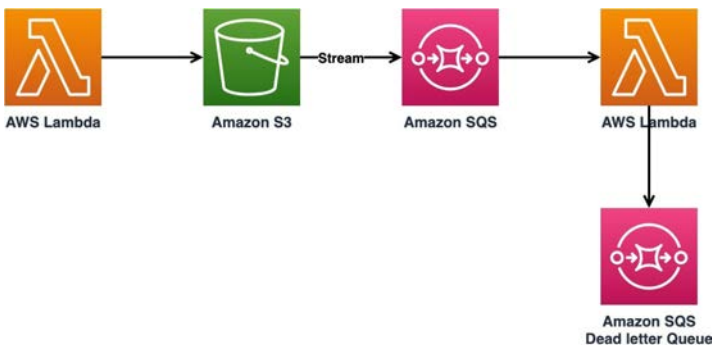 Stream
AWS Lambda
Amazon S3
Amazon SQS
AWS Lambda
Amazon SQS
Dead letter Queue